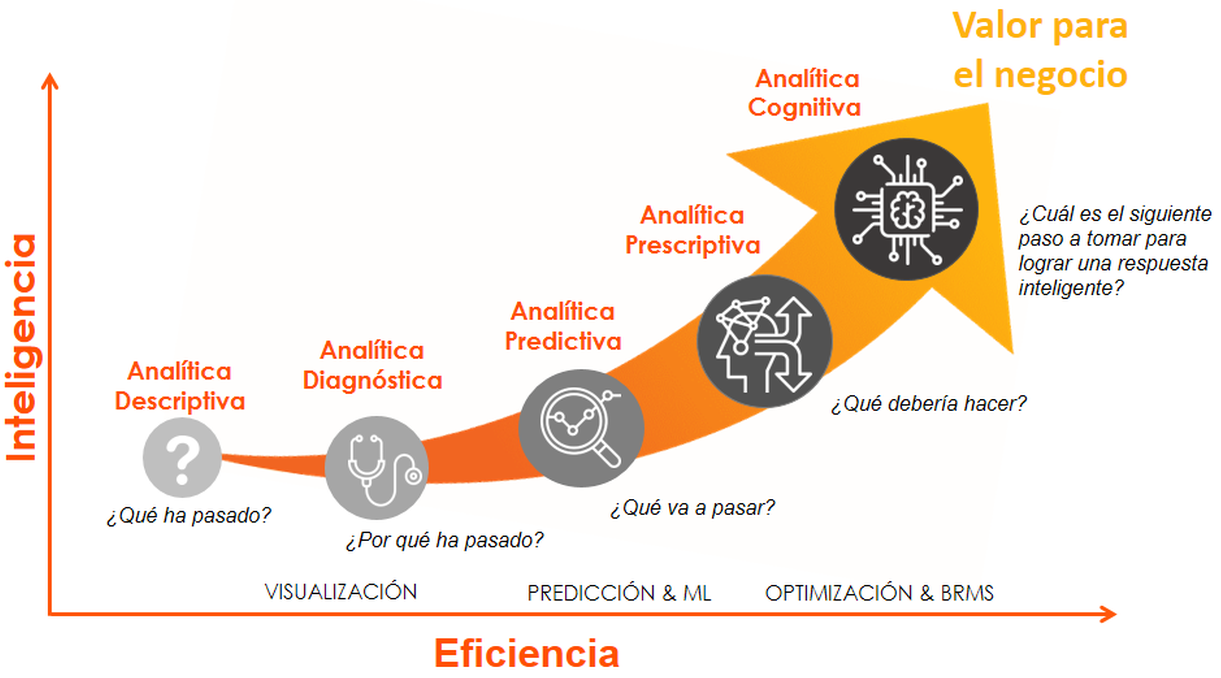 Valor para
el negocio
Analítica
Cognitiva
¿Cuál es el siguiente
paso a tomar para
lograr una respuesta
inteligente?
Analítica
Prescriptiva
¿Qué debería hacer?
Analítica
Predictiva
¿Qué va a pasar?
Analítica
Diagnóstica
¿Por qué ha pasado?
Analítica
Descriptiva
¿Qué ha pasado?
Inteligencia
VISUALIZACIÓN
PREDICCIÓN & ML
OPTIMIZACIÓN & BRMS
Eficiencia